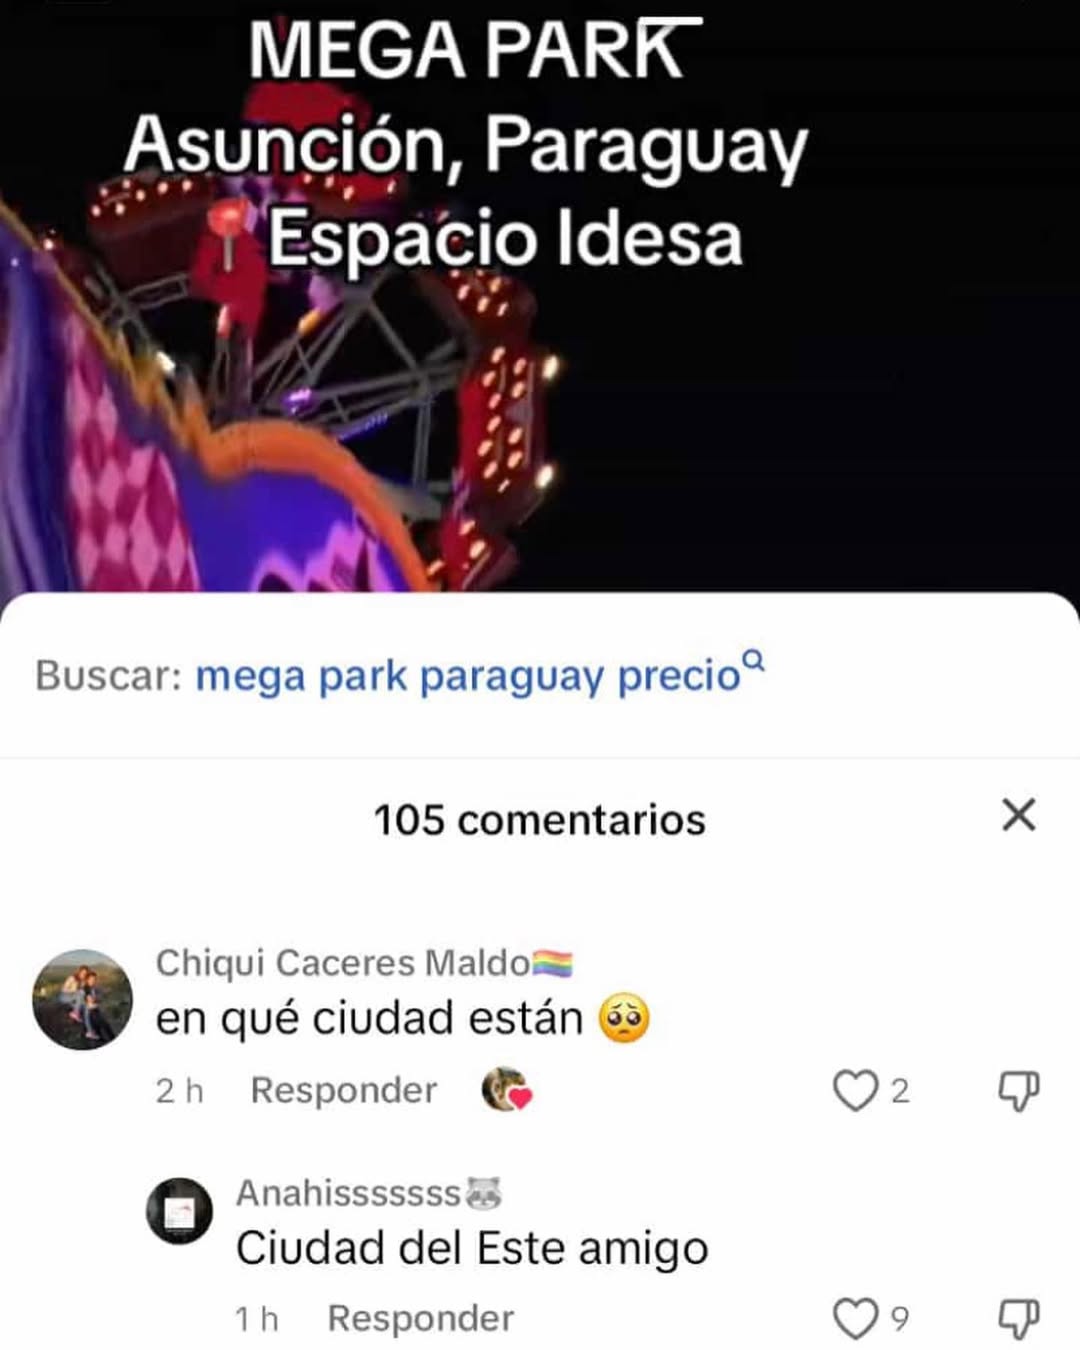 MEGA PARK
Asunción, Paraguay
📍Espacio Idesa
Buscar: mega park paraguay precio
105 comentarios
Chiqui Caceres Maldo🏳️‍🌈
en qué ciudad están 🥺
2 h Responder 2
Anahisssssss🦝
Ciudad del Este amigo
1 h Responder 9